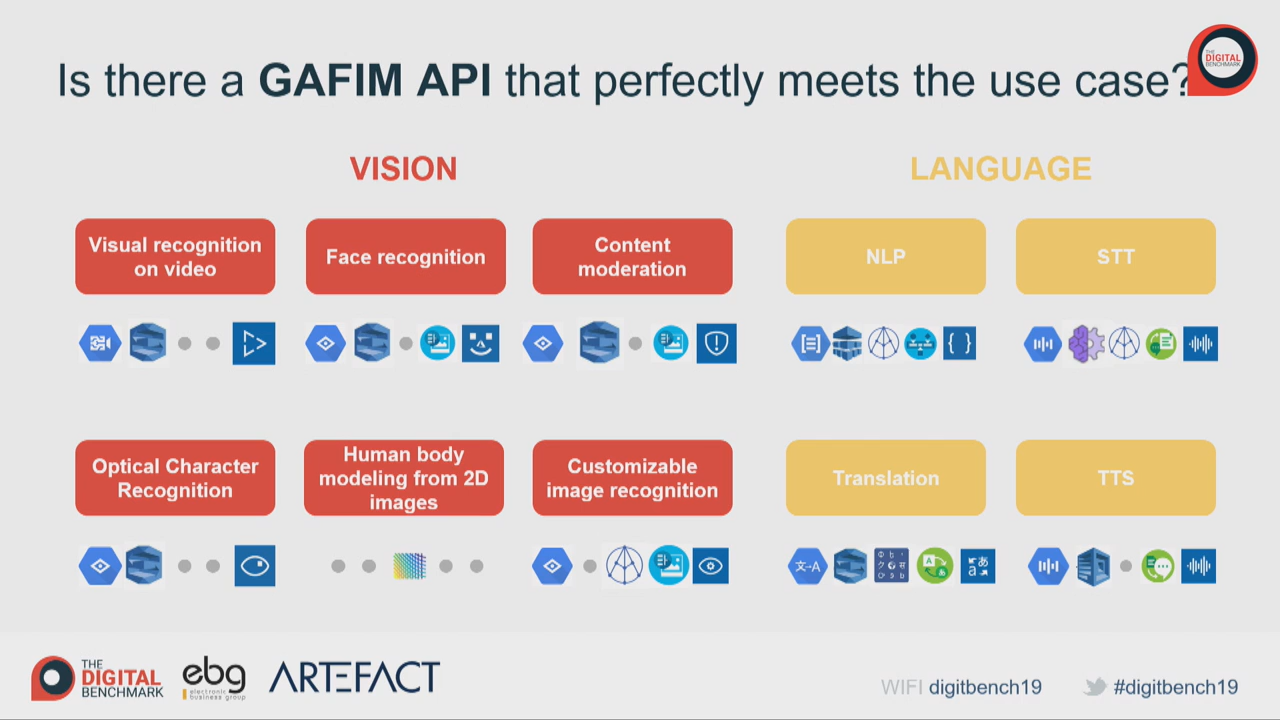 Is there a GAFIM API that perfectly meets the use case?
THE
DIGITAL
BENCHMARK
VISION
LANGUAGE
Visual recognition
on video
Face recognition
Content
moderation
NLP
STT
Optical Character
Recognition
Human body
modeling from 2D
images
Customizable
image recognition
Translation
TTS
文→A
あ
a
THE
DIGITAL
BENCHMARK
ebg
electronic
business group
ARTEFACT
WIFI digitbench19
#digitbench19